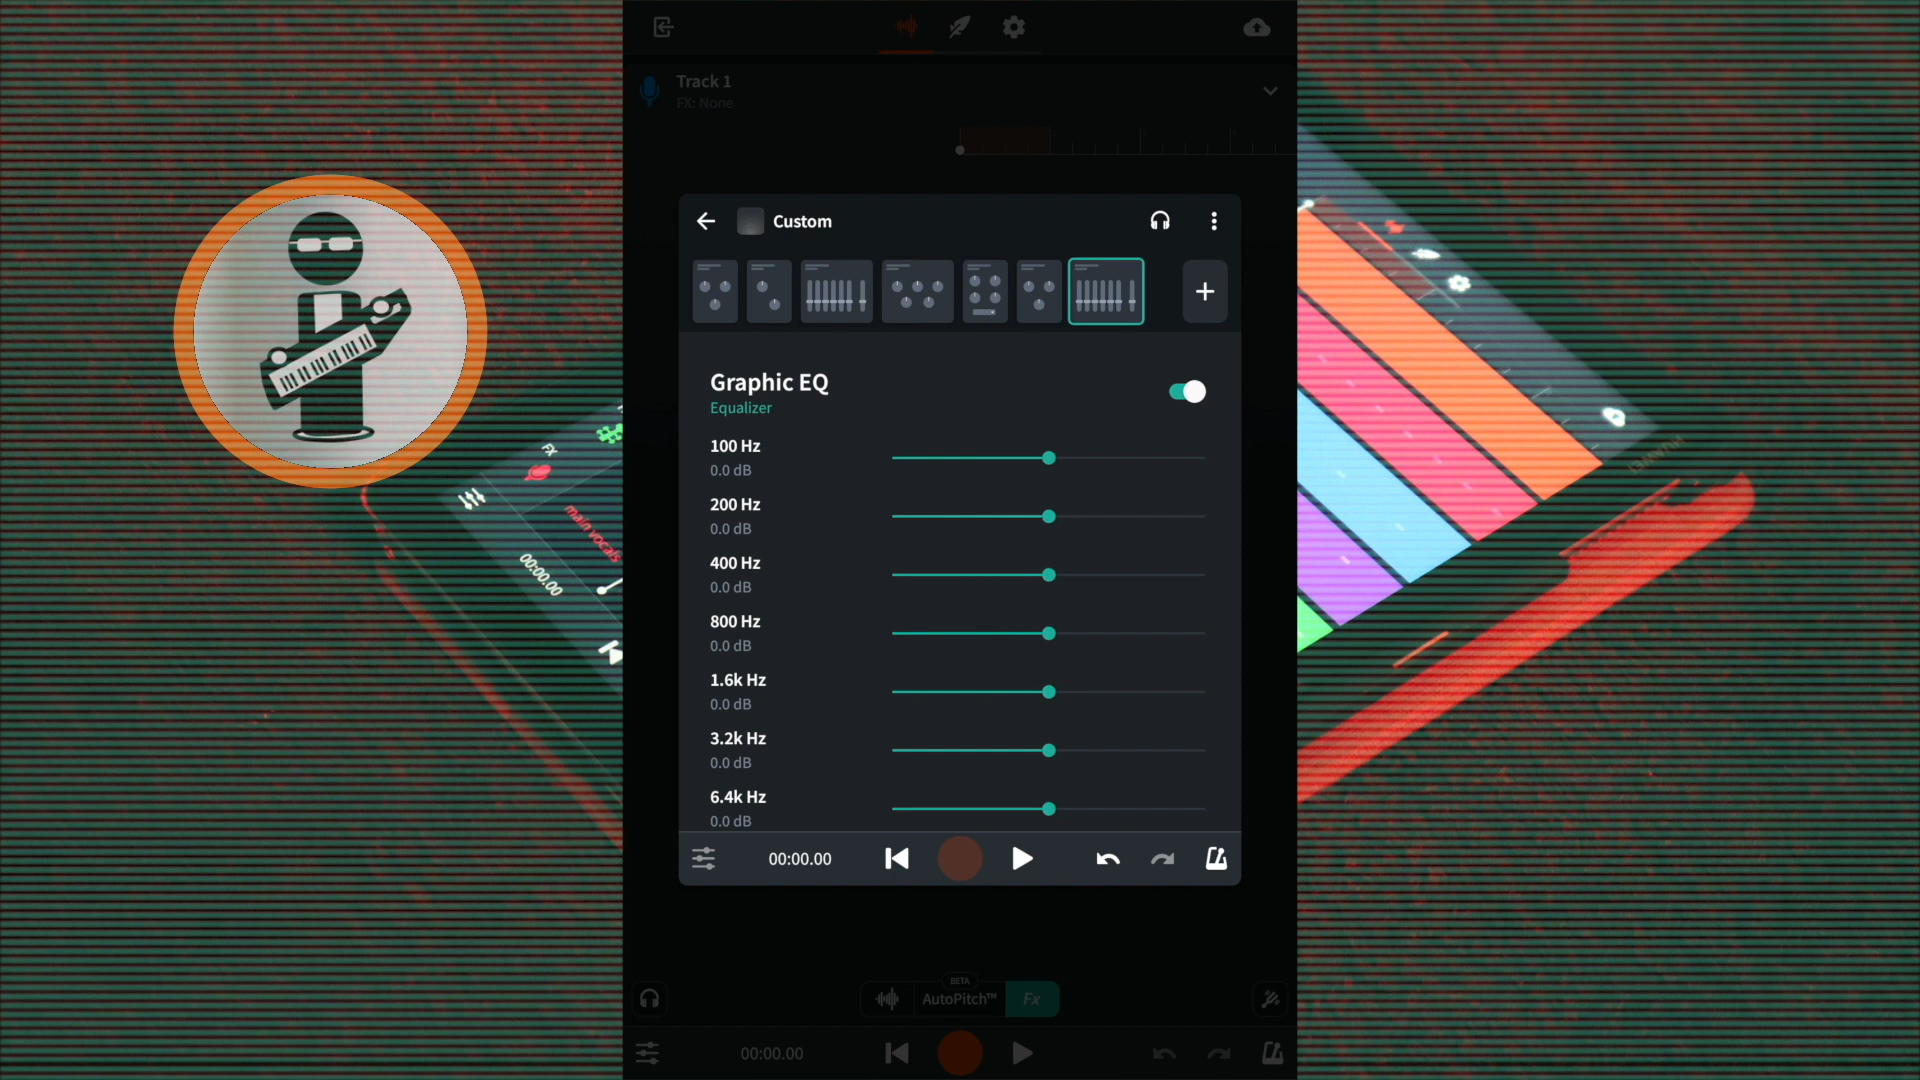 Track 1
FX: None
Custom
Graphic EQ
Equalizer
100 Hz
0.0 dB
200 Hz
0.0 dB
400 Hz
0.0 dB
800 Hz
0.0 dB
1.6k Hz
0.0 dB
3.2k Hz
0.0 dB
6.4k Hz
0.0 dB
00:00.00
BETA
AutoPitch™
Fx
00:00.00
FX
main vocals
00:00.00
HUAWEI